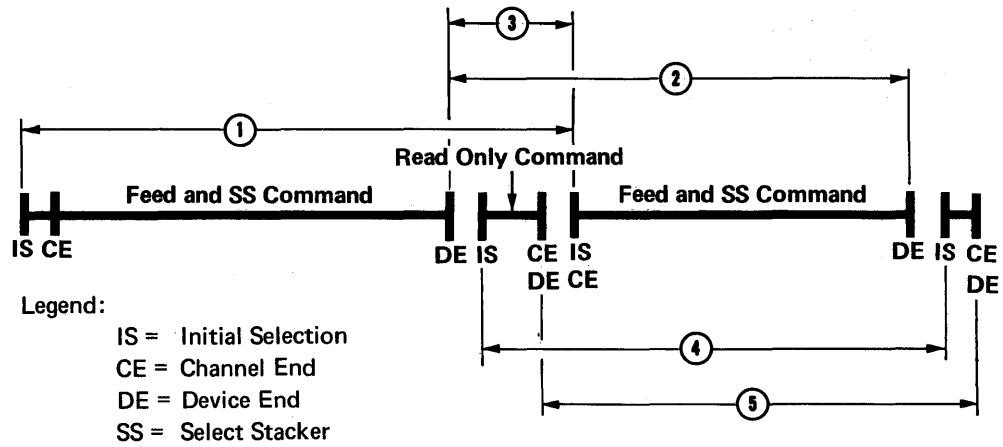 3
2
1
Read Only Command
Feed and SS Command
Feed and SS Command
IS CE
DE IS
CE
DE
IS
CE
DE IS
CE
DE
Legend:
IS = Initial Selection
CE = Channel End
DE = Device End
SS = Select Stacker
4
5